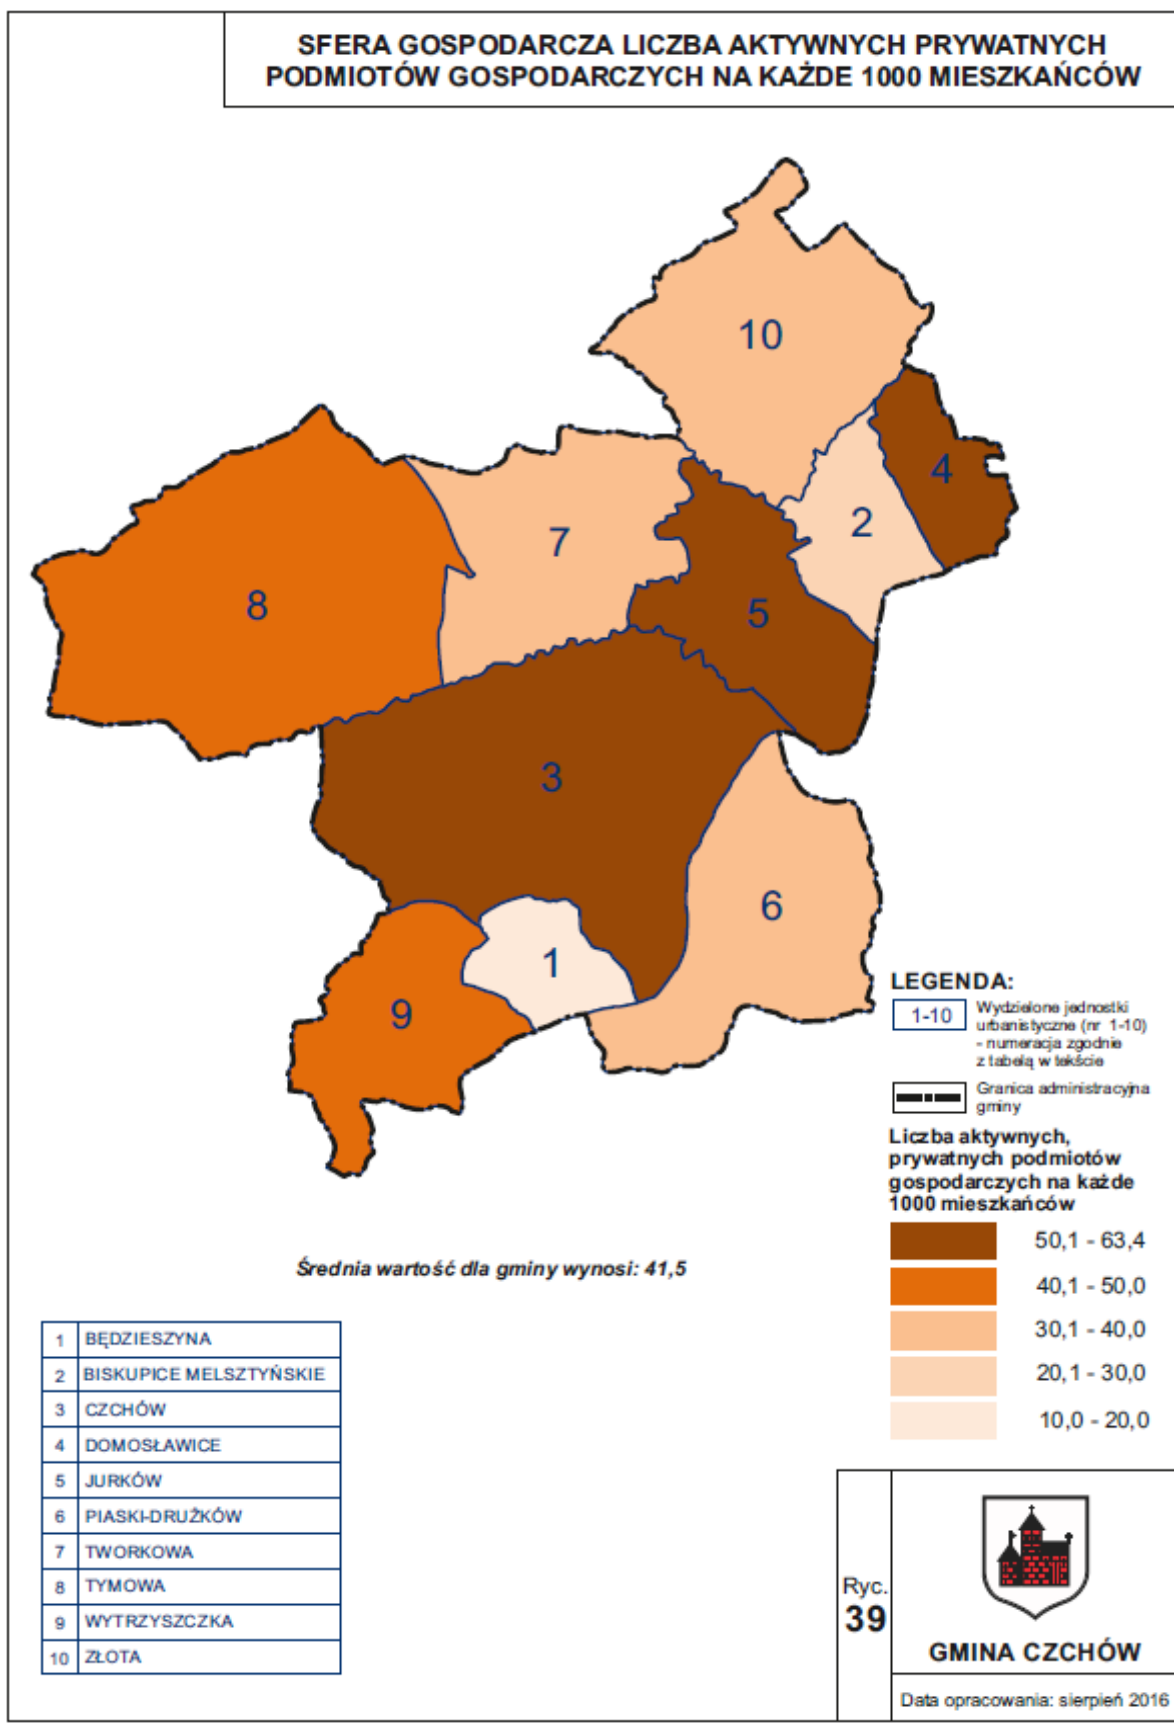 SFERA GOSPODARCZA LICZBA AKTYWNYCH PRYWATNYCH
PODMIOTÓW GOSPODARCZYCH NA KAŻDE 1000 MIESZKAŃCÓW
10
4
2
7
8
5
3
6
1
9
LEGENDA:
1-10
Wydzielone jednostki
urbanistyczne (nr 1-10)
- numeracja zgodnie
z tabelą w tekście
Granica administracyjna
gminy
Liczba aktywnych,
prywatnych podmiotów
gospodarczych na każde
1000 mieszkańców
50,1 - 63,4
40,1 - 50,0
30,1 - 40,0
20,1 - 30,0
10,0 - 20,0
Średnia wartość dla gminy wynosi: 41,5
1 BĘDZIESZYNA
2 BISKUPICE MELSZTYŃSKIE
3 CZCHÓW
4 DOMOSŁAWICE
5 JURKÓW
6 PIASKI-DRUŻKÓW
7 TWORKOWA
8 TYMOWA
9 WYTRZYSZCZKA
10 ZŁOTA
Ryc.
39
GMINA CZCHÓW
Data opracowania: sierpień 2016